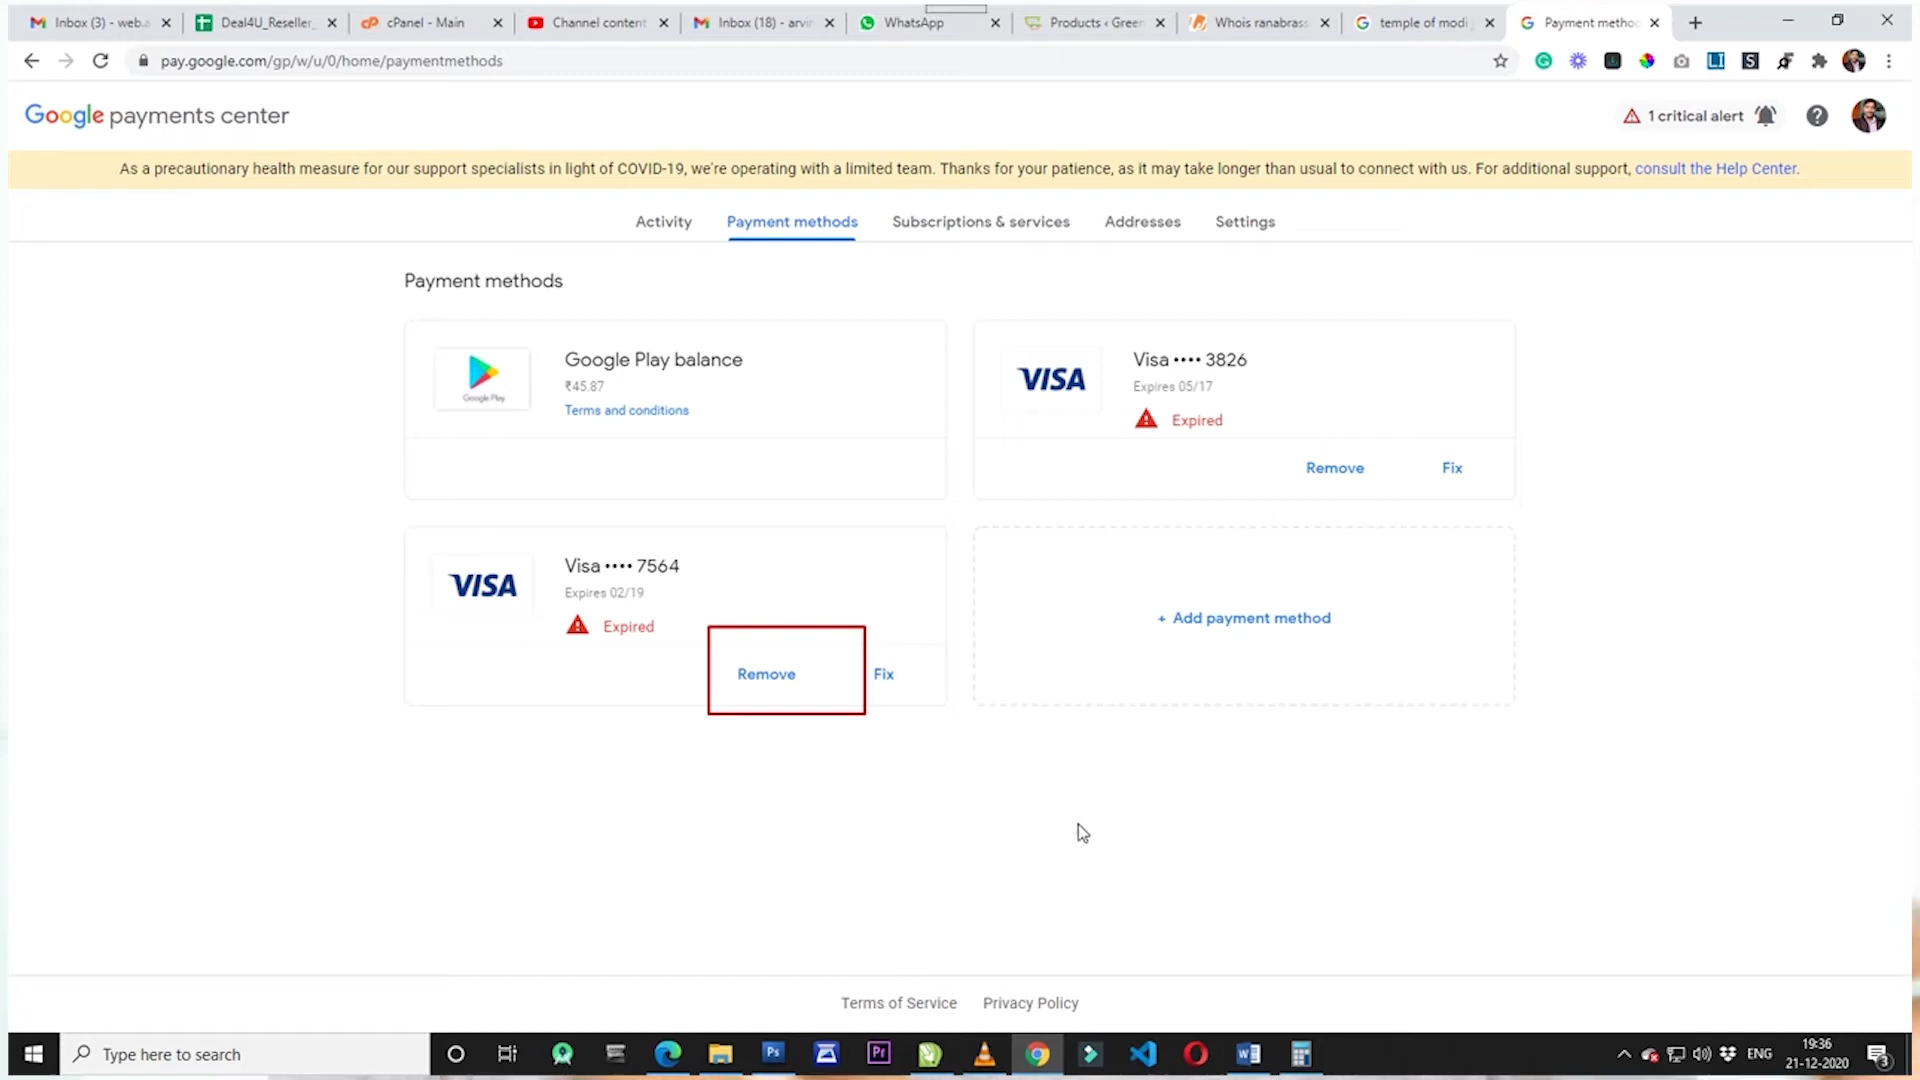 Inbox (3) - web.
Deal4U_Reseller_
cPanel - Main
Channel content
Inbox (18) - arvi
WhatsApp
Products ‹ Green
Whois ranabrass
temple of modi
Payment metho
pay.google.com/gp/w/u/0/home/paymentmethods
Google payments center
1 critical alert
As a precautionary health measure for our support specialists in light of COVID-19, we're operating with a limited team. Thanks for your patience, as it may take longer than usual to connect with us. For additional support, consult the Help Center.
Activity
Payment methods
Subscriptions & services
Addresses
Settings
Payment methods
Google Play
Google Play balance
₹45.87
Terms and conditions
VISA
Visa •••• 3826
Expires 05/17
Expired
Remove
Fix
VISA
Visa •••• 7564
Expires 02/19
Expired
Remove
Fix
+ Add payment method
Terms of Service
Privacy Policy
Type here to search
ENG
19:36
21-12-2020
3